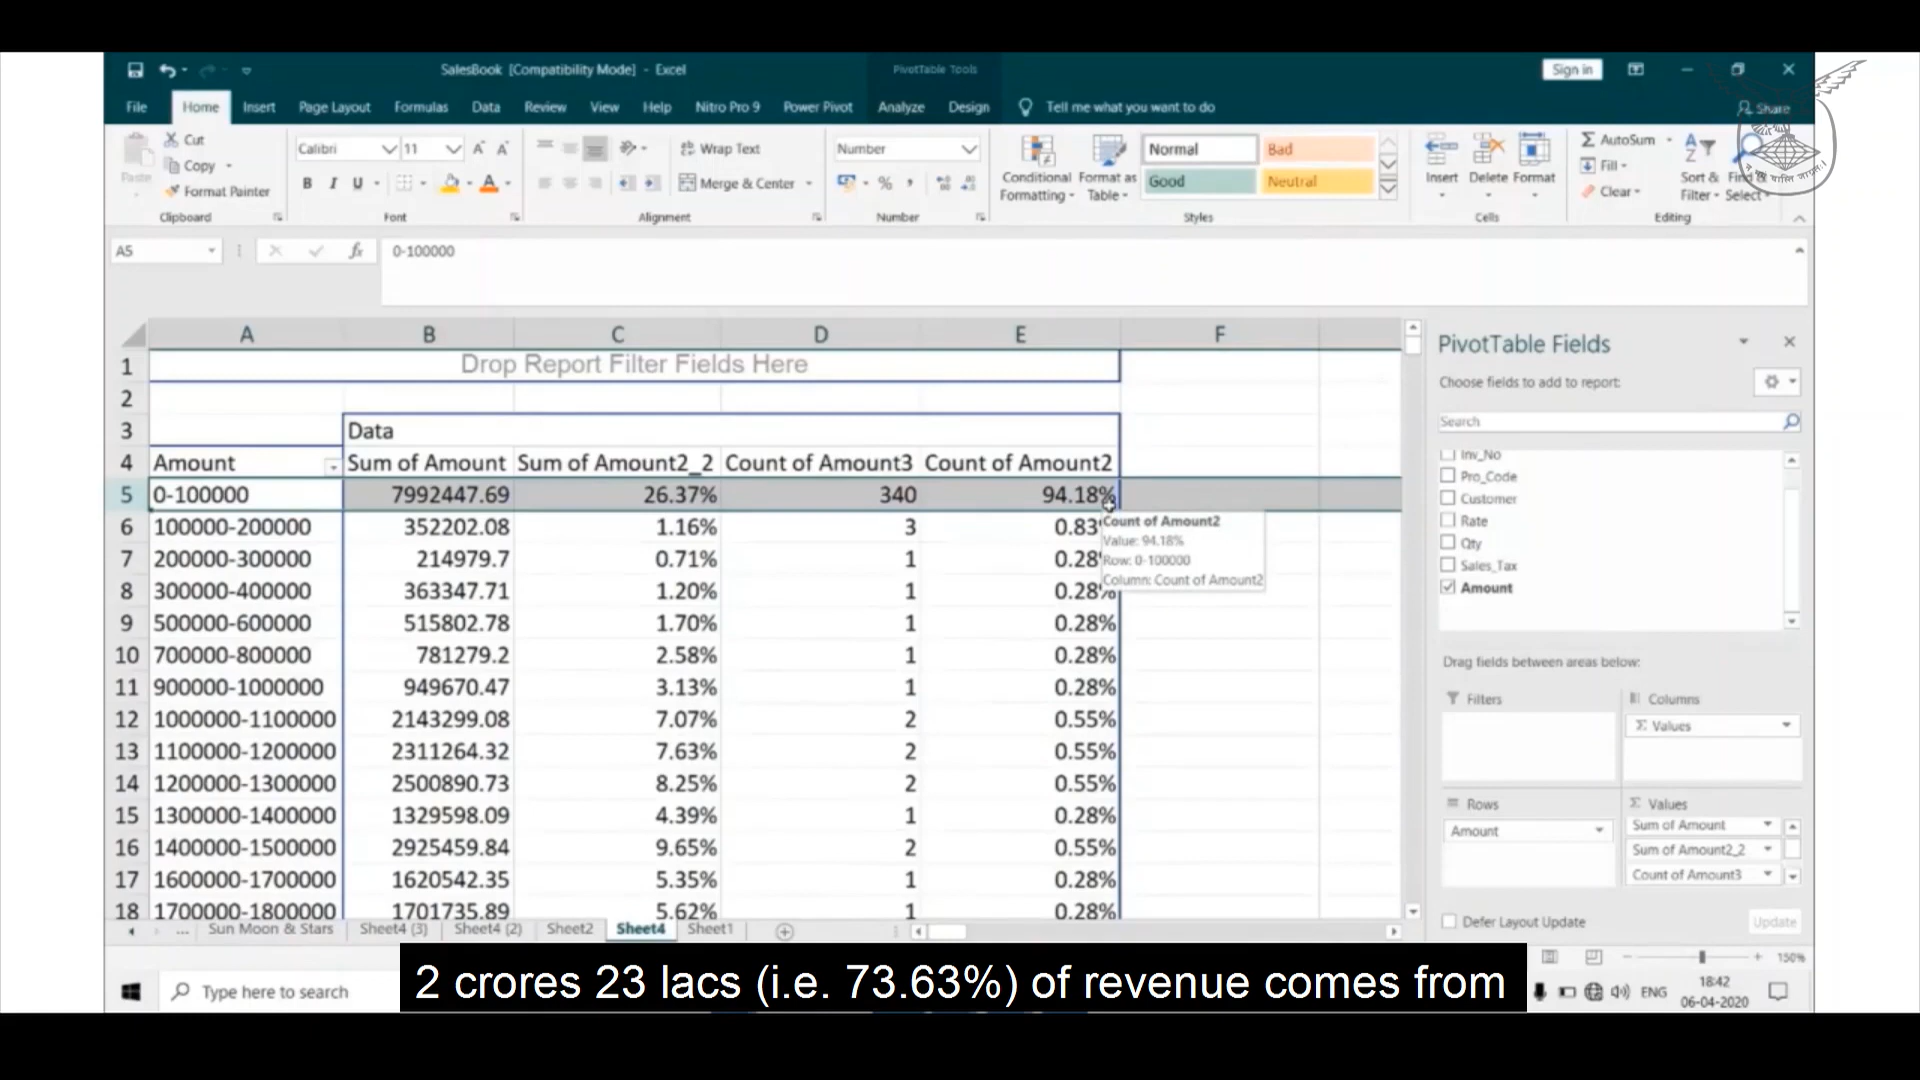 SalesBook [Compatibility Mode] - Excel
PivotTable Tools
Sign in
File Home Insert Page Layout Formulas Data Review View Help Nitro Pro 9 Power Pivot Analyze Design Tell me what you want to do Share
Paste
Cut
Copy
Format Painter
Clipboard
Calibri 11
B I U
Font
Wrap Text
Merge & Center
Alignment
Number
%
Number
Conditional Formatting
Format as Table
Normal Bad
Good Neutral
Styles
Insert Delete Format
Cells
AutoSum
Fill
Clear
Sort & Filter
Find & Select
Editing
A5 fx 0-100000
A B C D E F
1 Drop Report Filter Fields Here
2
3 Data
4 Amount Sum of Amount Sum of Amount2_2 Count of Amount3 Count of Amount2
5 0-100000 7992447.69 26.37% 340 94.18%
6 100000-200000 352202.08 1.16% 3 0.83
7 200000-300000 214979.7 0.71% 1 0.28
8 300000-400000 363347.71 1.20% 1 0.28%
9 500000-600000 515802.78 1.70% 1 0.28%
10 700000-800000 781279.2 2.58% 1 0.28%
11 900000-1000000 949670.47 3.13% 1 0.28%
12 1000000-1100000 2143299.08 7.07% 2 0.55%
13 1100000-1200000 2311264.32 7.63% 2 0.55%
14 1200000-1300000 2500890.73 8.25% 2 0.55%
15 1300000-1400000 1329598.09 4.39% 1 0.28%
16 1400000-1500000 2925459.84 9.65% 2 0.55%
17 1600000-1700000 1620542.35 5.35% 1 0.28%
18 1700000-1800000 1701735.89 5.62% 1 0.28%
Count of Amount2
Value: 94.18%
Row: 0-100000
Column: Count of Amount2
PivotTable Fields
Choose fields to add to report:
Search
Inv_No
Pro_Code
Customer
Rate
Qty
Sales_Tax
Amount
Drag fields between areas below:
Filters
Columns
Values
Rows
Amount
Values
Sum of Amount
Sum of Amount2_2
Count of Amount3
Defer Layout Update
Update
... Sun Moon & Stars Sheet4 (3) Sheet4 (2) Sheet2 Sheet4 Sheet1
150%
Type here to search
2 crores 23 lacs (i.e. 73.63%) of revenue comes from
ENG
18:42
06-04-2020